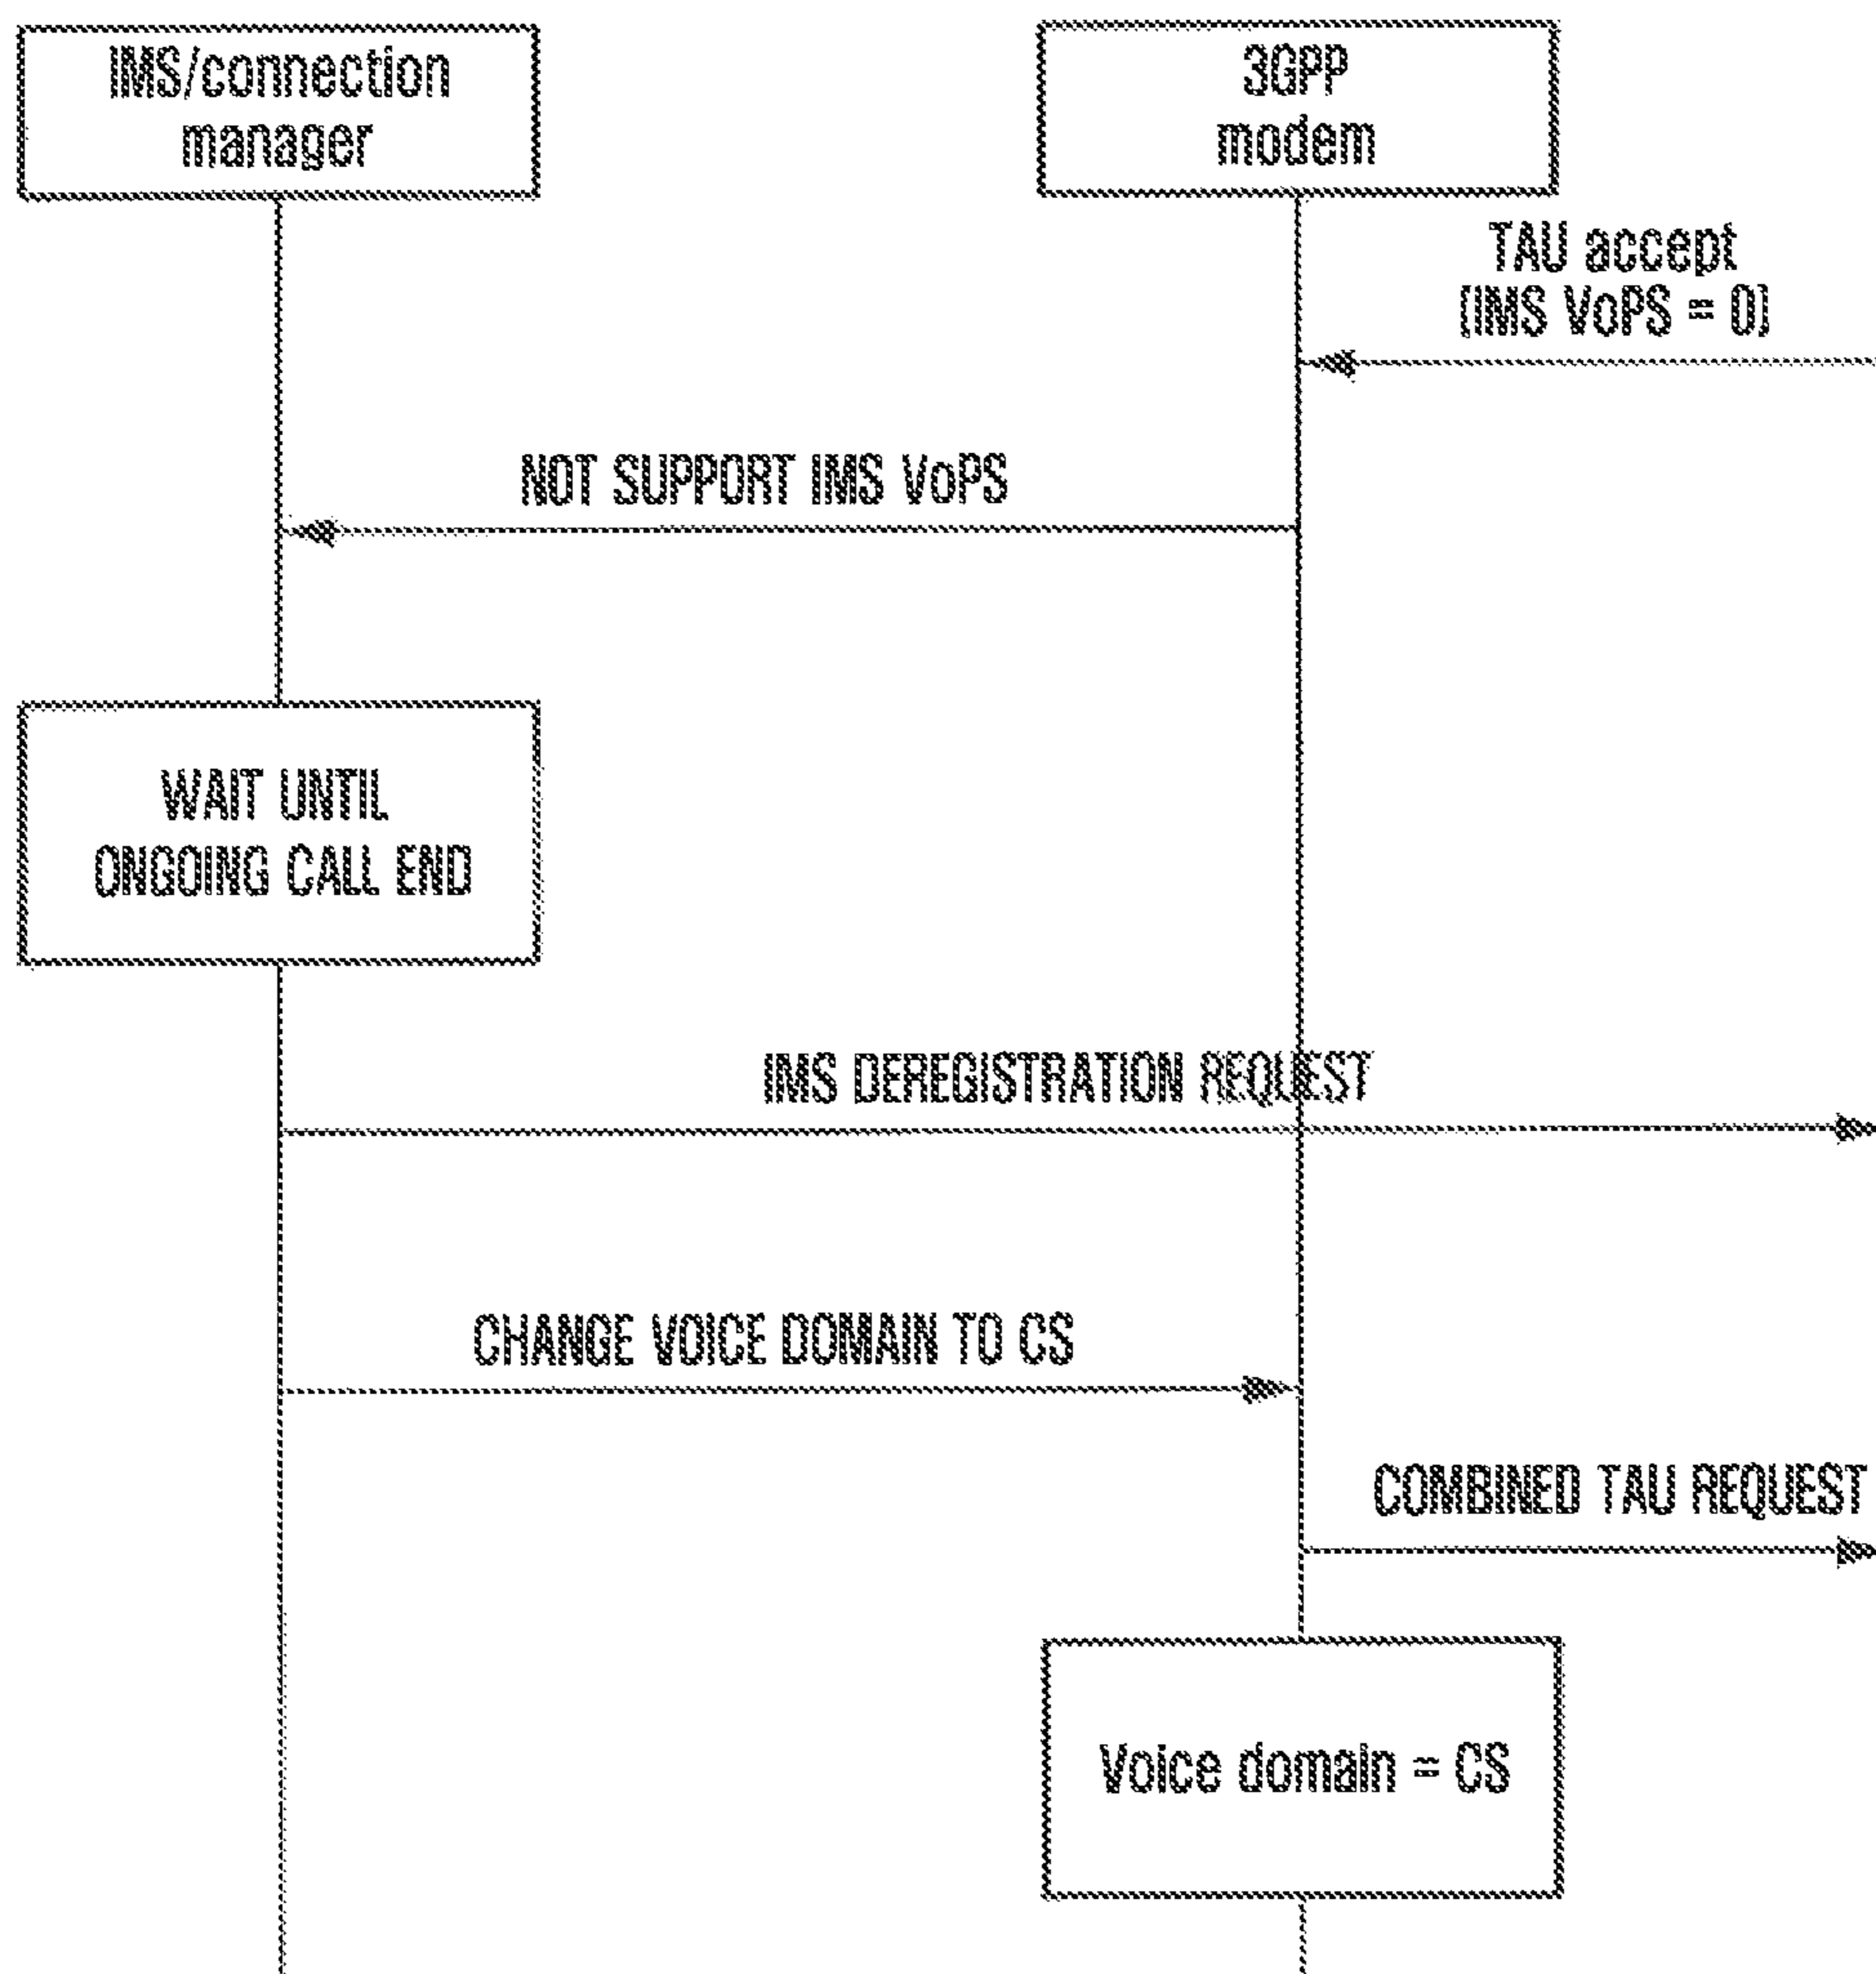 IMS/connection
manager
3GPP
modem
TAU accept
(IMS VoPS = 0)
NOT SUPPORT IMS VoPS
WAIT UNTIL
ONGOING CALL END
IMS DEREGISTRATION REQUEST
CHANGE VOICE DOMAIN TO CS
COMBINED TAU REQUEST
Voice domain = CS